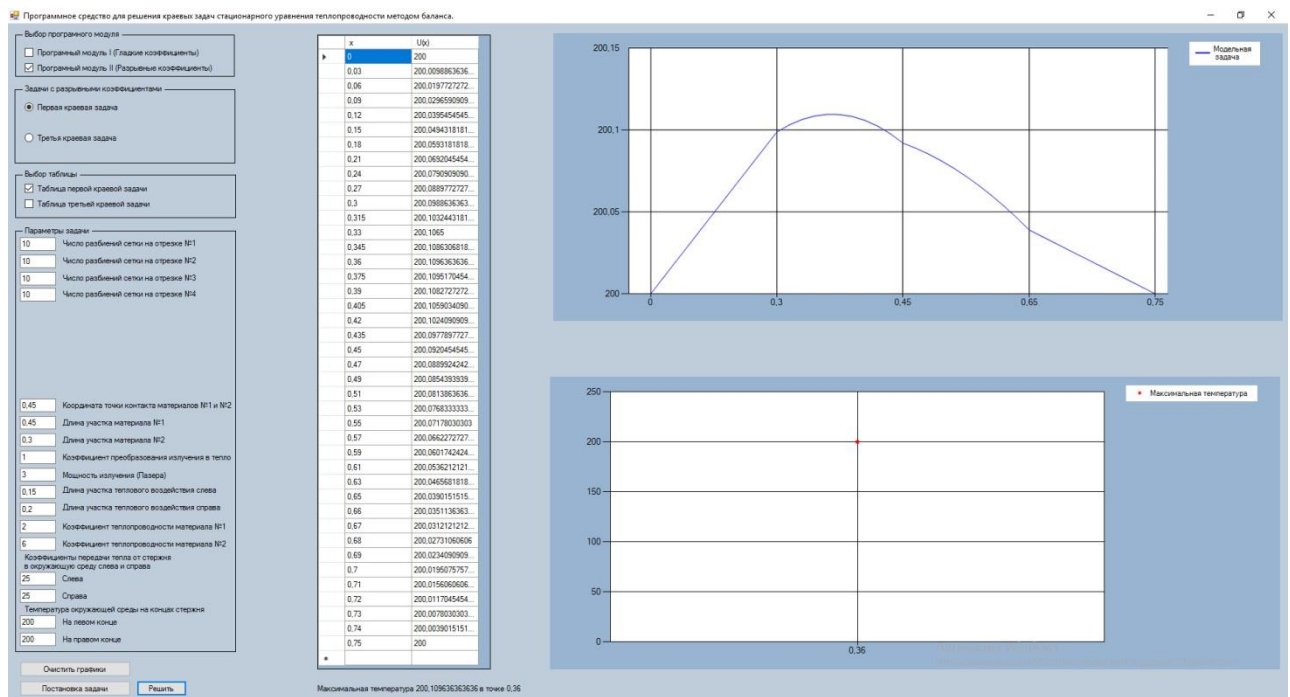 Программное средство для решения краевых задач стационарного уравнения теплопроводности методом баланса.
Выбор програмного модуля
Програмный модуль I (Гладкие коэффициенты)
Програмный модуль II (Разрывные коэффициенты)
Задачи с разрывными коэффициентами
Первая краевая задача
Третья краевая задача
Выбор таблицы
Таблица первой краевой задачи
Таблица третьей краевой задачи
Параметры задачи
10 Число разбиений сетки на отрезке №1
10 Число разбиений сетки на отрезке №2
10 Число разбиений сетки на отрезке №3
10 Число разбиений сетки на отрезке №4
0,45 Координата точки контакта материалов №1 и №2
0,45 Длина участка материала №1
0,3 Длина участка материала №2
1 Коэффициент преобразования излучения в тепло
3 Мощность излучения (Лазера)
0,15 Длина участка теплового воздействия слева
0,2 Длина участка теплового воздействия справа
2 Коэффициент теплопроводности материала №1
6 Коэффициент теплопроводности материала №2
Коэффициенты передачи тепла от стержня
в окружающую среду слева и справа
25 Слева
25 Справа
Температура окружающей среды на концах стержня
200 На левом конце
200 На правом конце
Очистить графики
Постановка задачи Решить
x U(x)
0 200
0,03 200,0098863636...
0,06 200,0197727272...
0,09 200,0296590909...
0,12 200,0395454545...
0,15 200,0494318181...
0,18 200,0593181818...
0,21 200,0692045454...
0,24 200,0790909090...
0,27 200,0889772727...
0,3 200,0988636363...
0,315 200,1032443181...
0,33 200,1065
0,345 200,1086306818...
0,36 200,1096363636...
0,375 200,1095170454...
0,39 200,1082727272...
0,405 200,1059034090...
0,42 200,1024090909...
0,435 200,0977897727...
0,45 200,0920454545...
0,47 200,0889924242...
0,49 200,0854393939...
0,51 200,0813863636...
0,53 200,0768333333...
0,55 200,07178030303
0,57 200,0662272727...
0,59 200,0601742424...
0,61 200,0536212121...
0,63 200,0465681818...
0,65 200,0390151515...
0,66 200,0351136363...
0,67 200,0312121212...
0,68 200,02731060606
0,69 200,0234090909...
0,7 200,0195075757...
0,71 200,0156060606...
0,72 200,0117045454...
0,73 200,0078030303...
0,74 200,0039015151...
0,75 200
Максимальная температура 200,109636363636 в точке 0,36
200,15
200,1
200,05
200
0 0,3 0,45 0,65 0,75
Модельная
задача
250
200
150
100
50
0
0,36
Максимальная температура